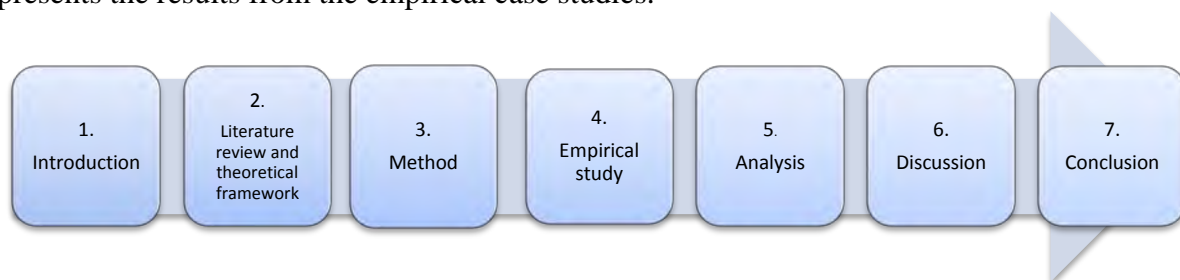 presents the results from the empirical case studies.
1.
Introduction
2.
Literature
review and
theoretical
framework
3.
Method
4.
Empirical
study
5.
Analysis
6.
Discussion
7.
Conclusion